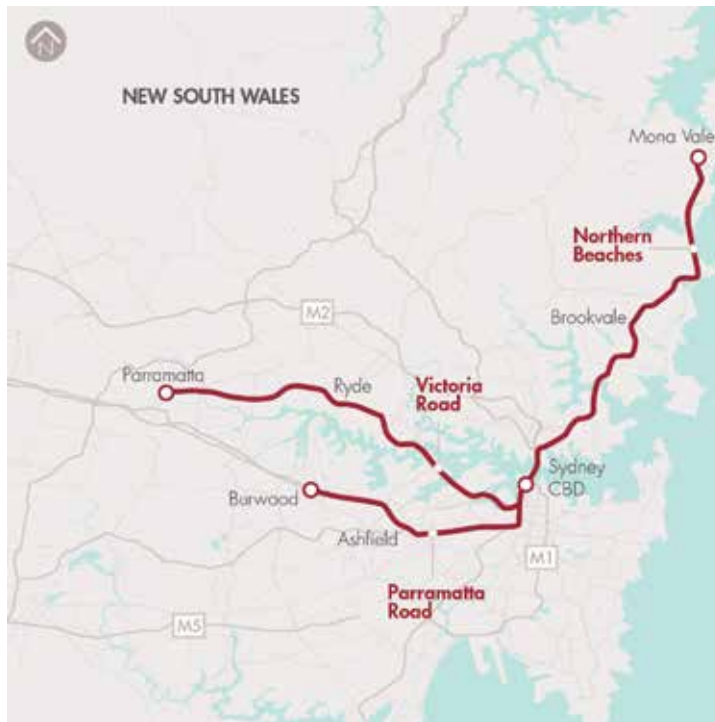 N
NEW SOUTH WALES
Mona Vale
Northern
Beaches
Brookvale
M2
Parramatta
Ryde
Victoria
Road
Sydney
CBD
Burwood
Ashfield
M1
Parramatta
Road
M5